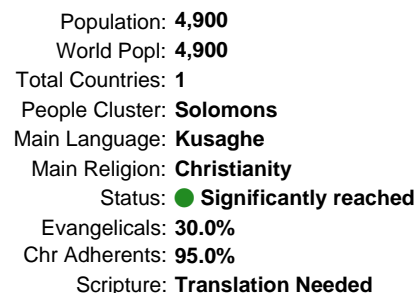 Population: 4,900
World Popl: 4,900
Total Countries: 1
People Cluster: Solomons
Main Language: Kusaghe
Main Religion: Christianity
Status: Significantly reached
Evangelicals: 30.0%
Chr Adherents: 95.0%
Scripture: Translation Needed